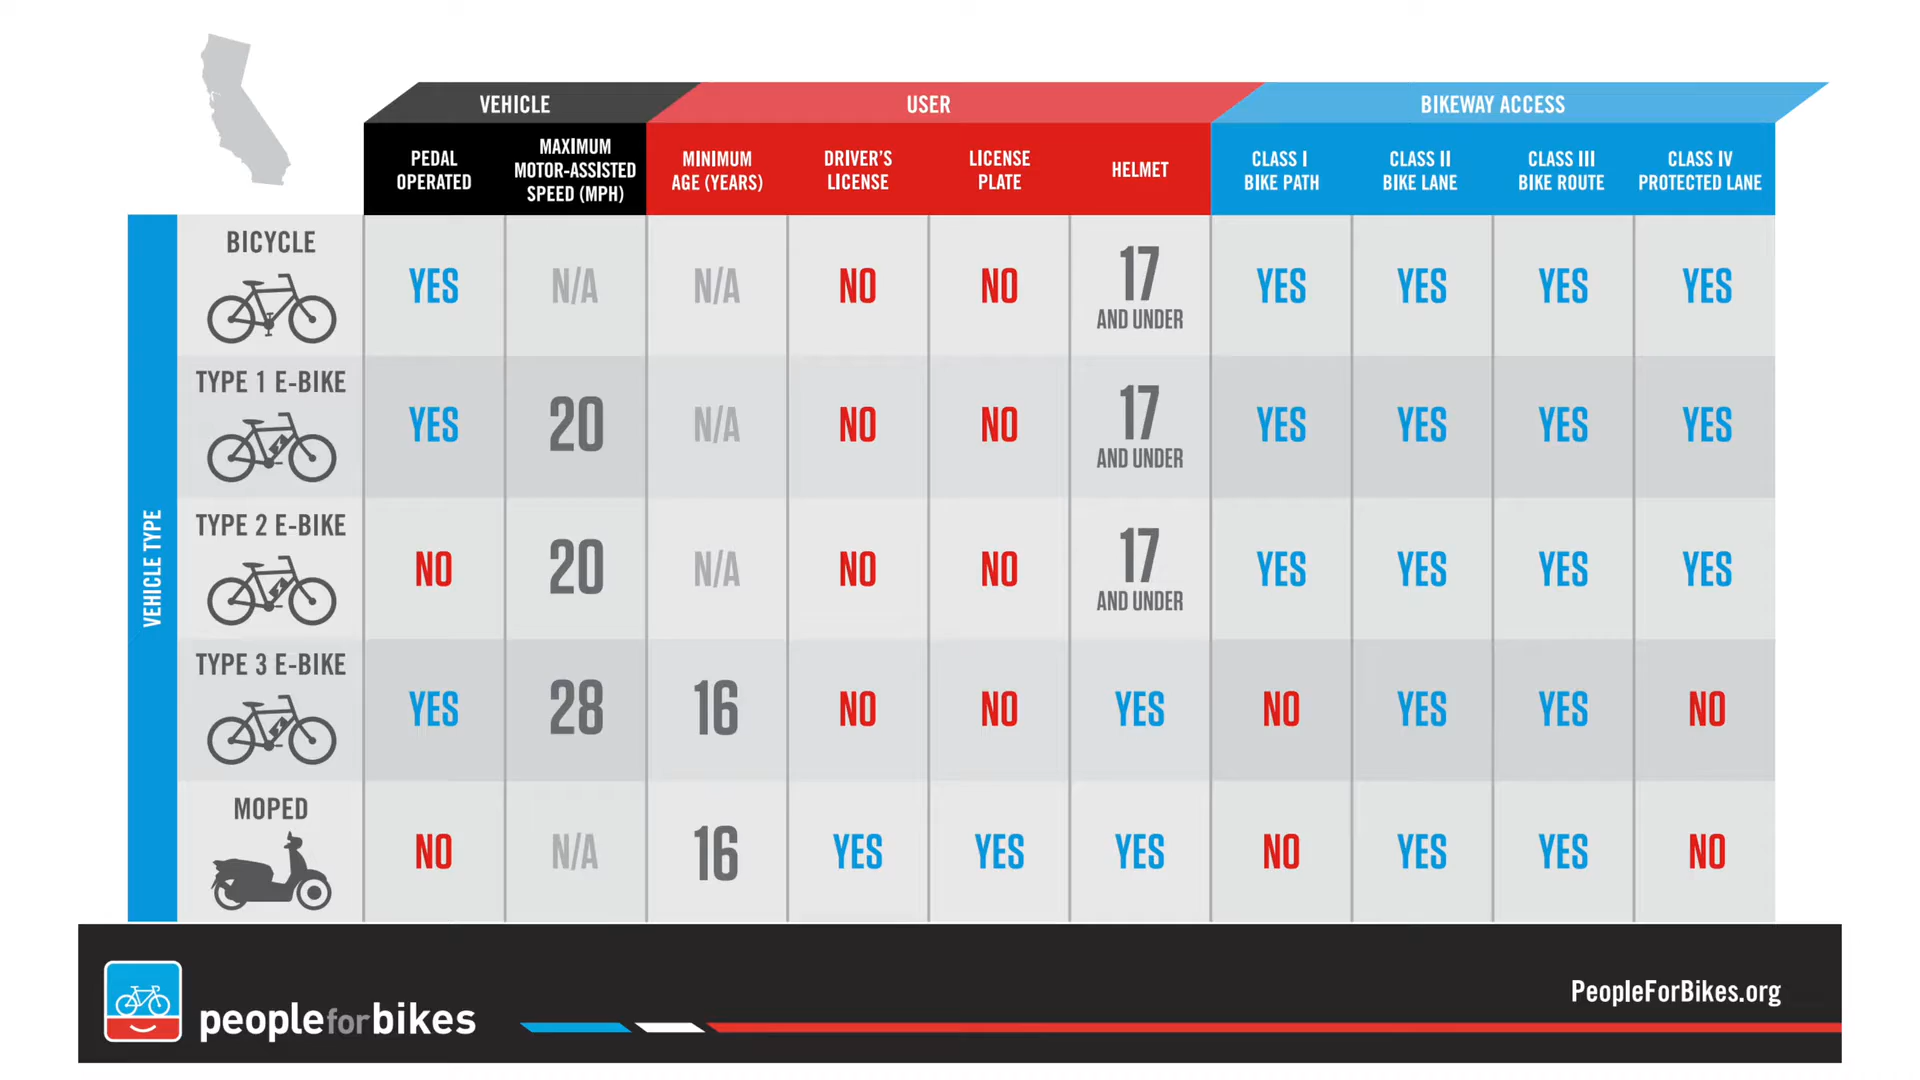 VEHICLE USER BIKEWAY ACCESS
PEDAL OPERATED MAXIMUM MOTOR-ASSISTED SPEED (MPH) MINIMUM AGE (YEARS) DRIVER'S LICENSE LICENSE PLATE HELMET CLASS I BIKE PATH CLASS II BIKE LANE CLASS III BIKE ROUTE CLASS IV PROTECTED LANE
VEHICLE TYPE
BICYCLE YES N/A N/A NO NO 17 AND UNDER YES YES YES YES
TYPE 1 E-BIKE YES 20 N/A NO NO 17 AND UNDER YES YES YES YES
TYPE 2 E-BIKE NO 20 N/A NO NO 17 AND UNDER YES YES YES YES
TYPE 3 E-BIKE YES 28 16 NO NO YES NO YES YES NO
MOPED NO N/A 16 YES YES YES NO YES YES NO
peopleforbikes
PeopleForBikes.org